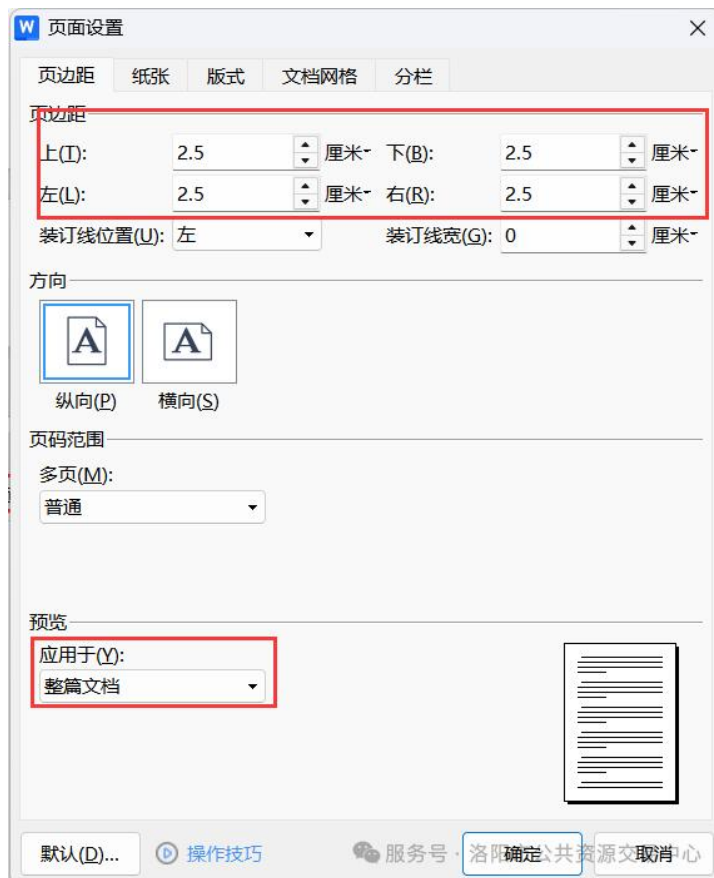 W 页面设置
页边距 纸张 版式 文档网格 分栏
页边距
上(T): 2.5 厘米 下(B): 2.5 厘米
左(L): 2.5 厘米 右(R): 2.5 厘米
装订线位置(U): 左 装订线宽(G): 0 厘米
方向
A A
纵向(P) 横向(S)
页码范围
多页(M):
普通
预览
应用于(Y):
整篇文档
默认(D)... 操作技巧 确定 取消
服务号 · 洛阳市公共资源交易中心